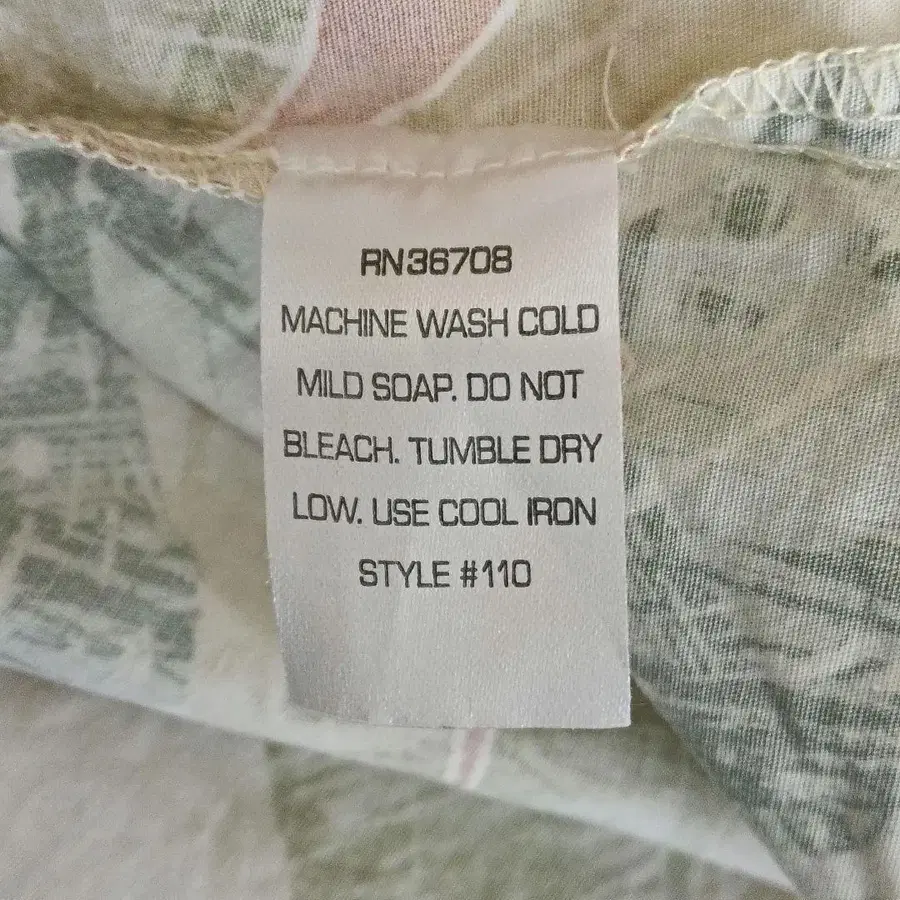 RN36708
MACHINE WASH COLD
MILD SOAP. DO NOT
BLEACH. TUMBLE DRY
LOW. USE COOL IRON
STYLE #110